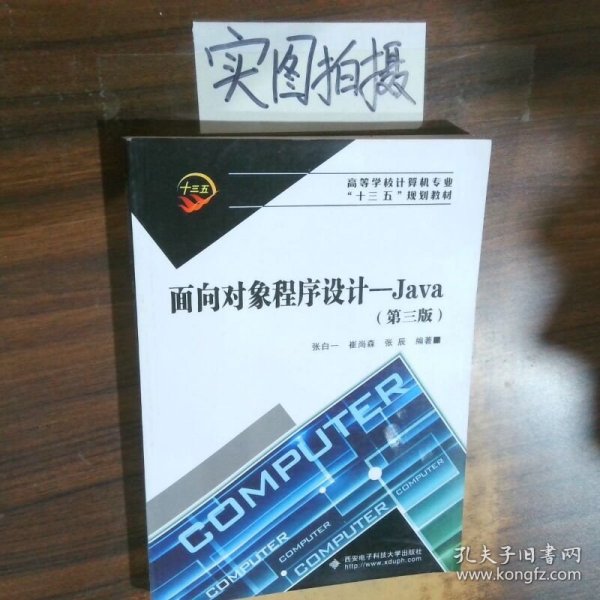 实图拍摄
十三五
高等学校计算机专业
“十三五”规划教材
面向对象程序设计—Java
（第三版）
张白一 崔尚森 张辰 编著
COMPUTER
COMPUTER
COMPUTER
COMPUTER
COMPUTER
西安电子科技大学出版社
http://www.xduph.com
孔夫子旧书网
www.kongfz.com